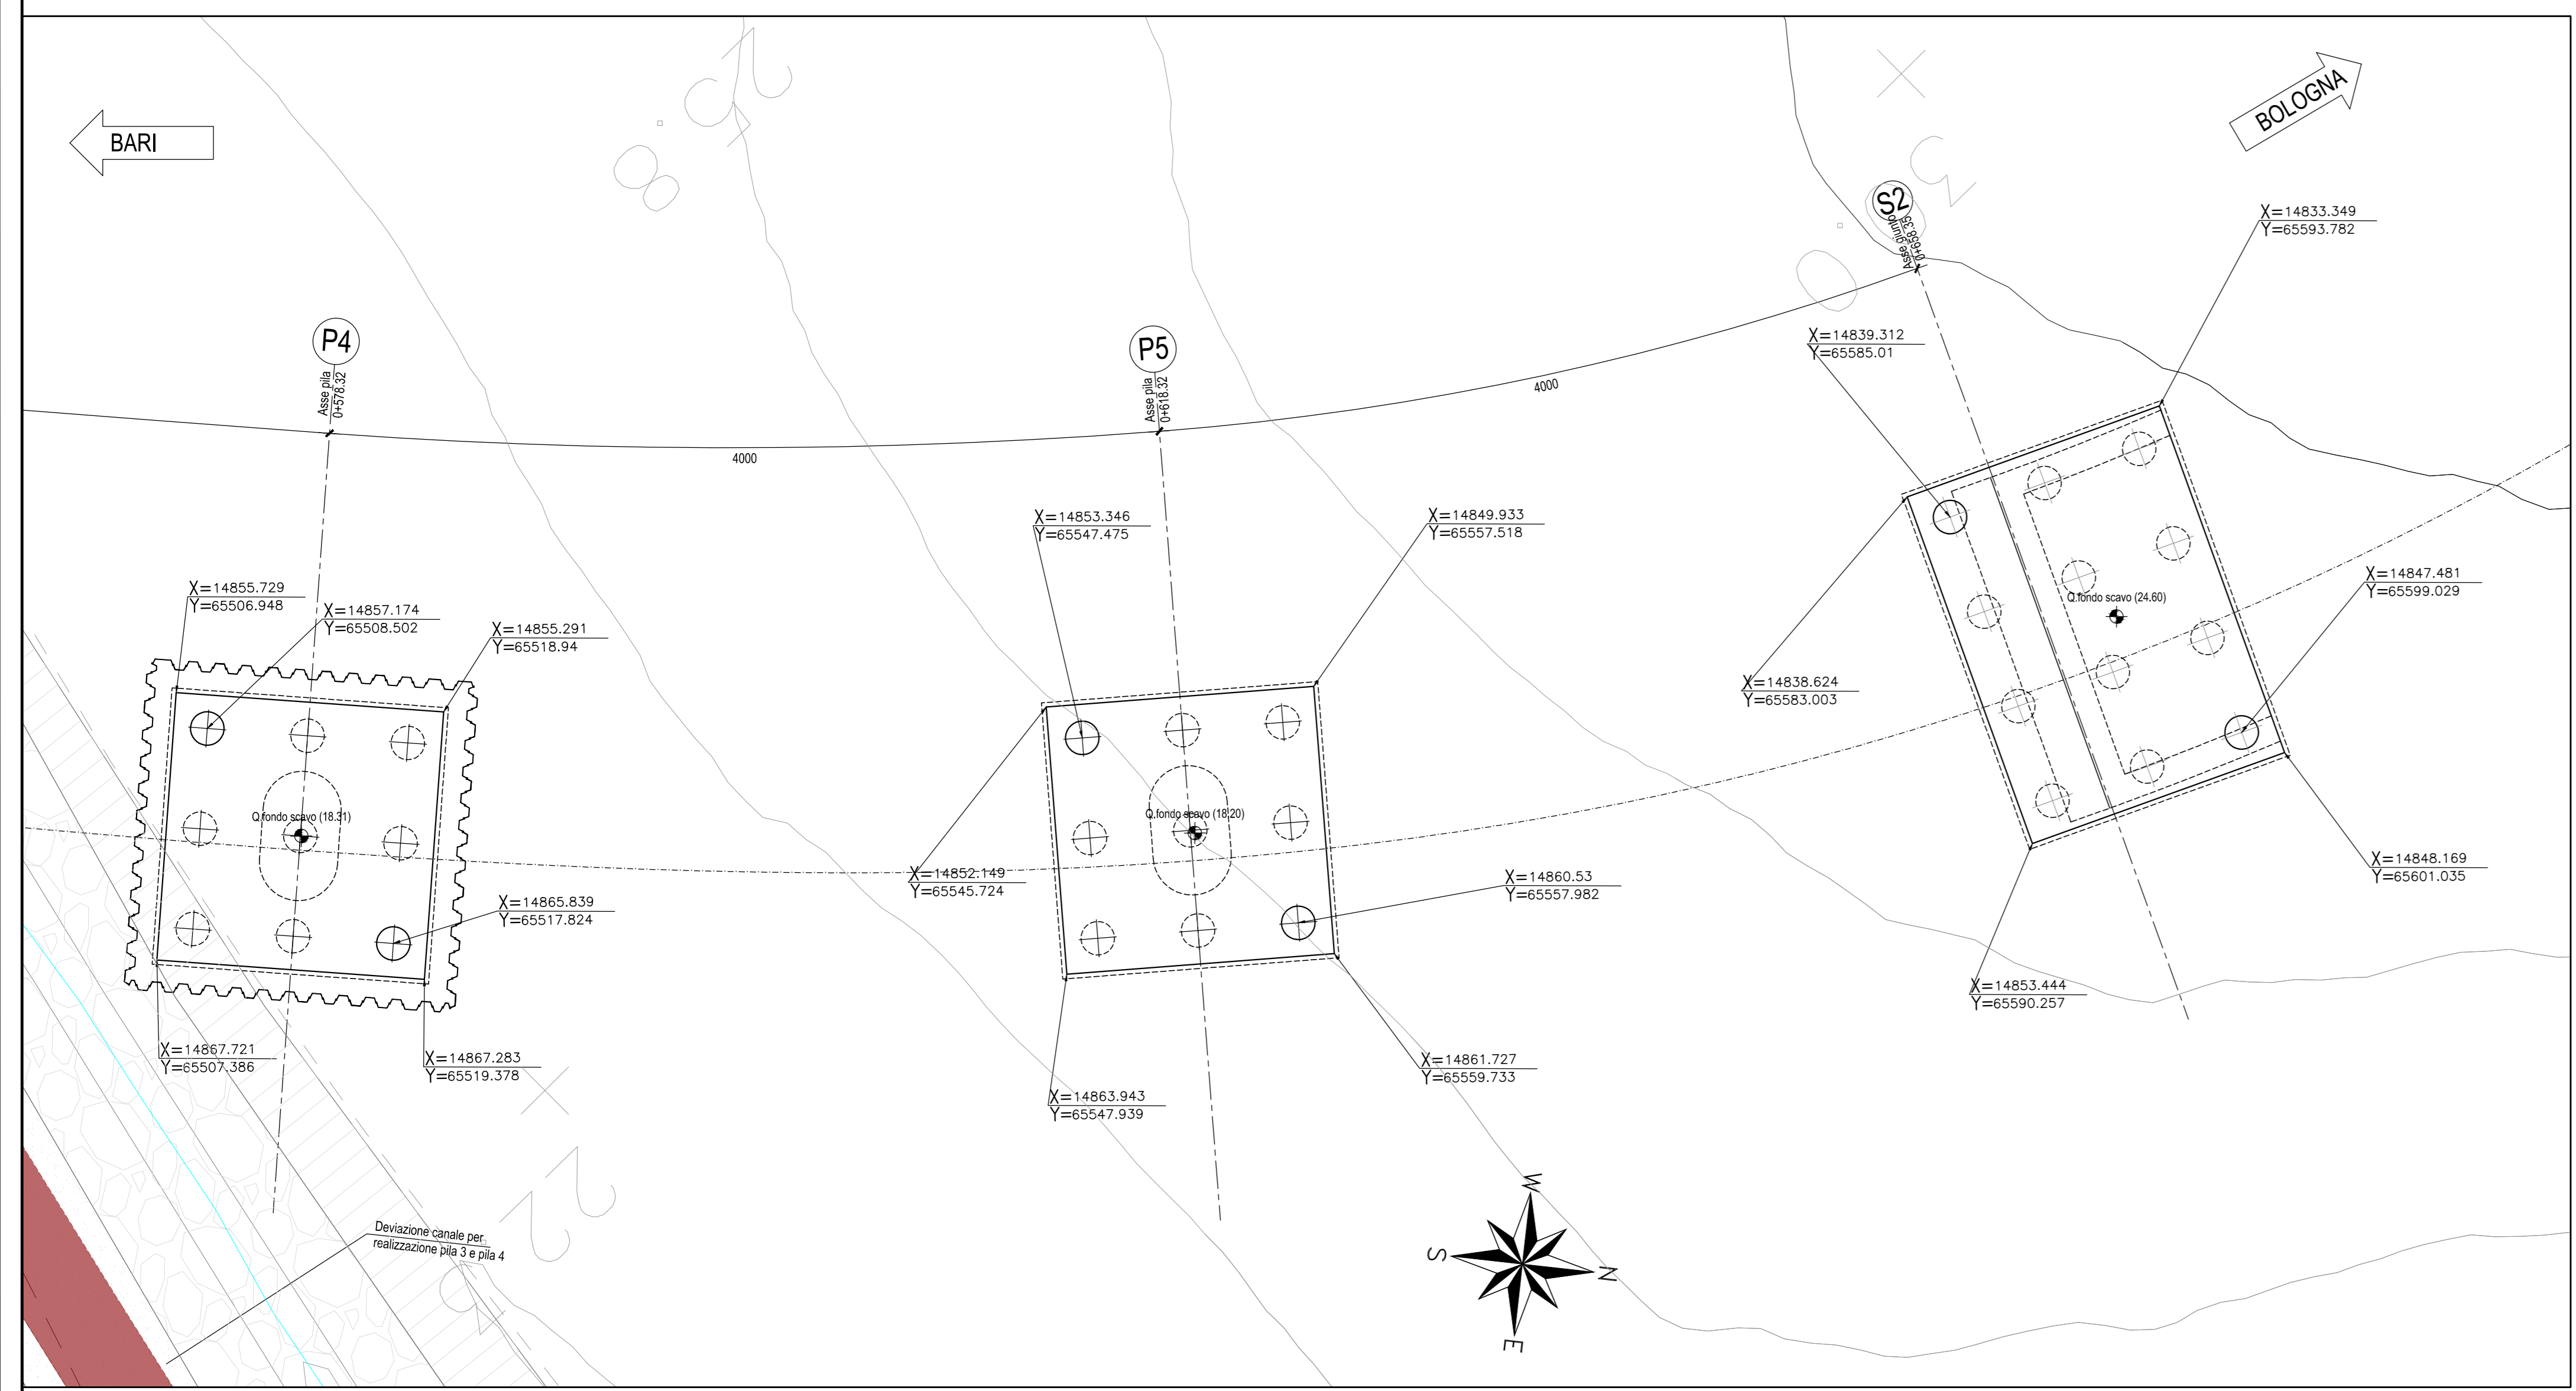 BARI
BOLOGNA
28.4
30.0
22.4
P4
Asse pila
0+578.32
P5
Asse pila
0+618.32
S2
Asse giunto
0+658.35
4000
4000
X=14833.349
Y=65593.782
X=14839.312
Y=65585.01
X=14853.346
Y=65547.475
X=14849.933
Y=65557.518
X=14855.729
Y=65506.948
X=14857.174
Y=65508.502
X=14855.291
Y=65518.94
X=14847.481
Y=65599.029
Q.fondo scavo (24.60)
X=14838.624
Y=65583.003
Q.fondo scavo (18.31)
Q.fondo scavo (18.20)
X=14852.149
Y=65545.724
X=14860.53
Y=65557.982
X=14848.169
Y=65601.035
X=14865.839
Y=65517.824
X=14853.444
Y=65590.257
X=14867.721
Y=65507.386
X=14867.283
Y=65519.378
X=14861.727
Y=65559.733
X=14863.943
Y=65547.939
Deviazione canale per
realizzazione pila 3 e pila 4
W
S
N
E